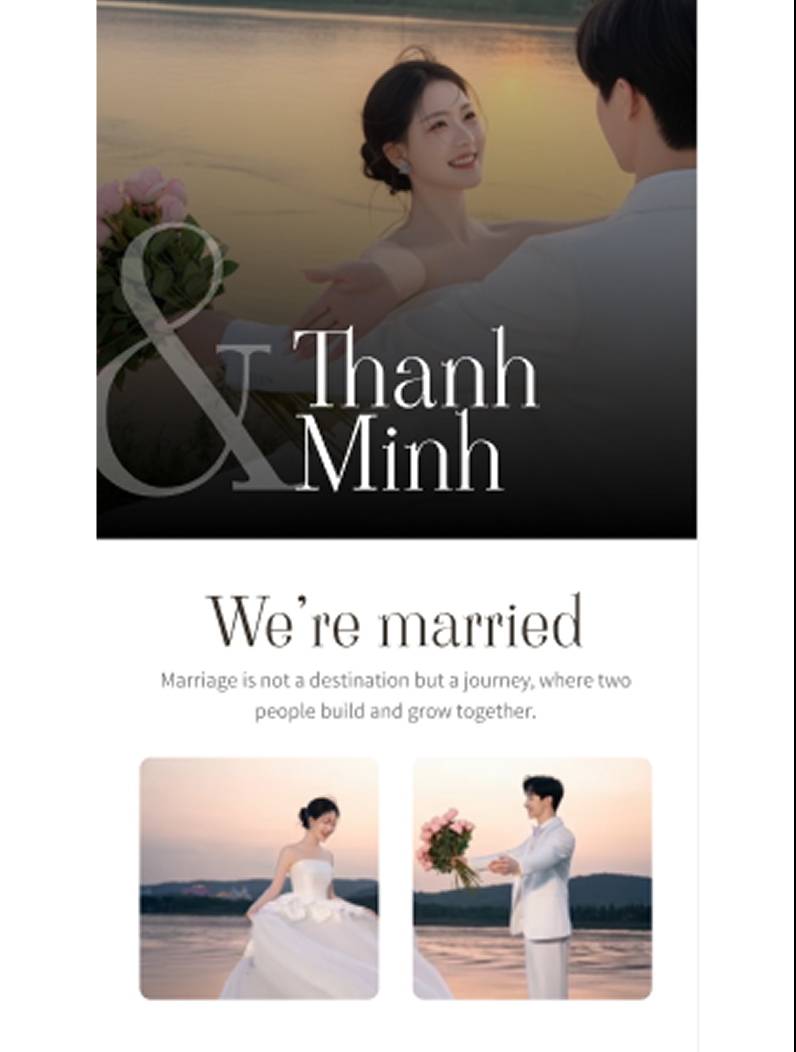 &
Thanh
Minh
We're married
Marriage is not a destination but a journey, where two
people build and grow together.